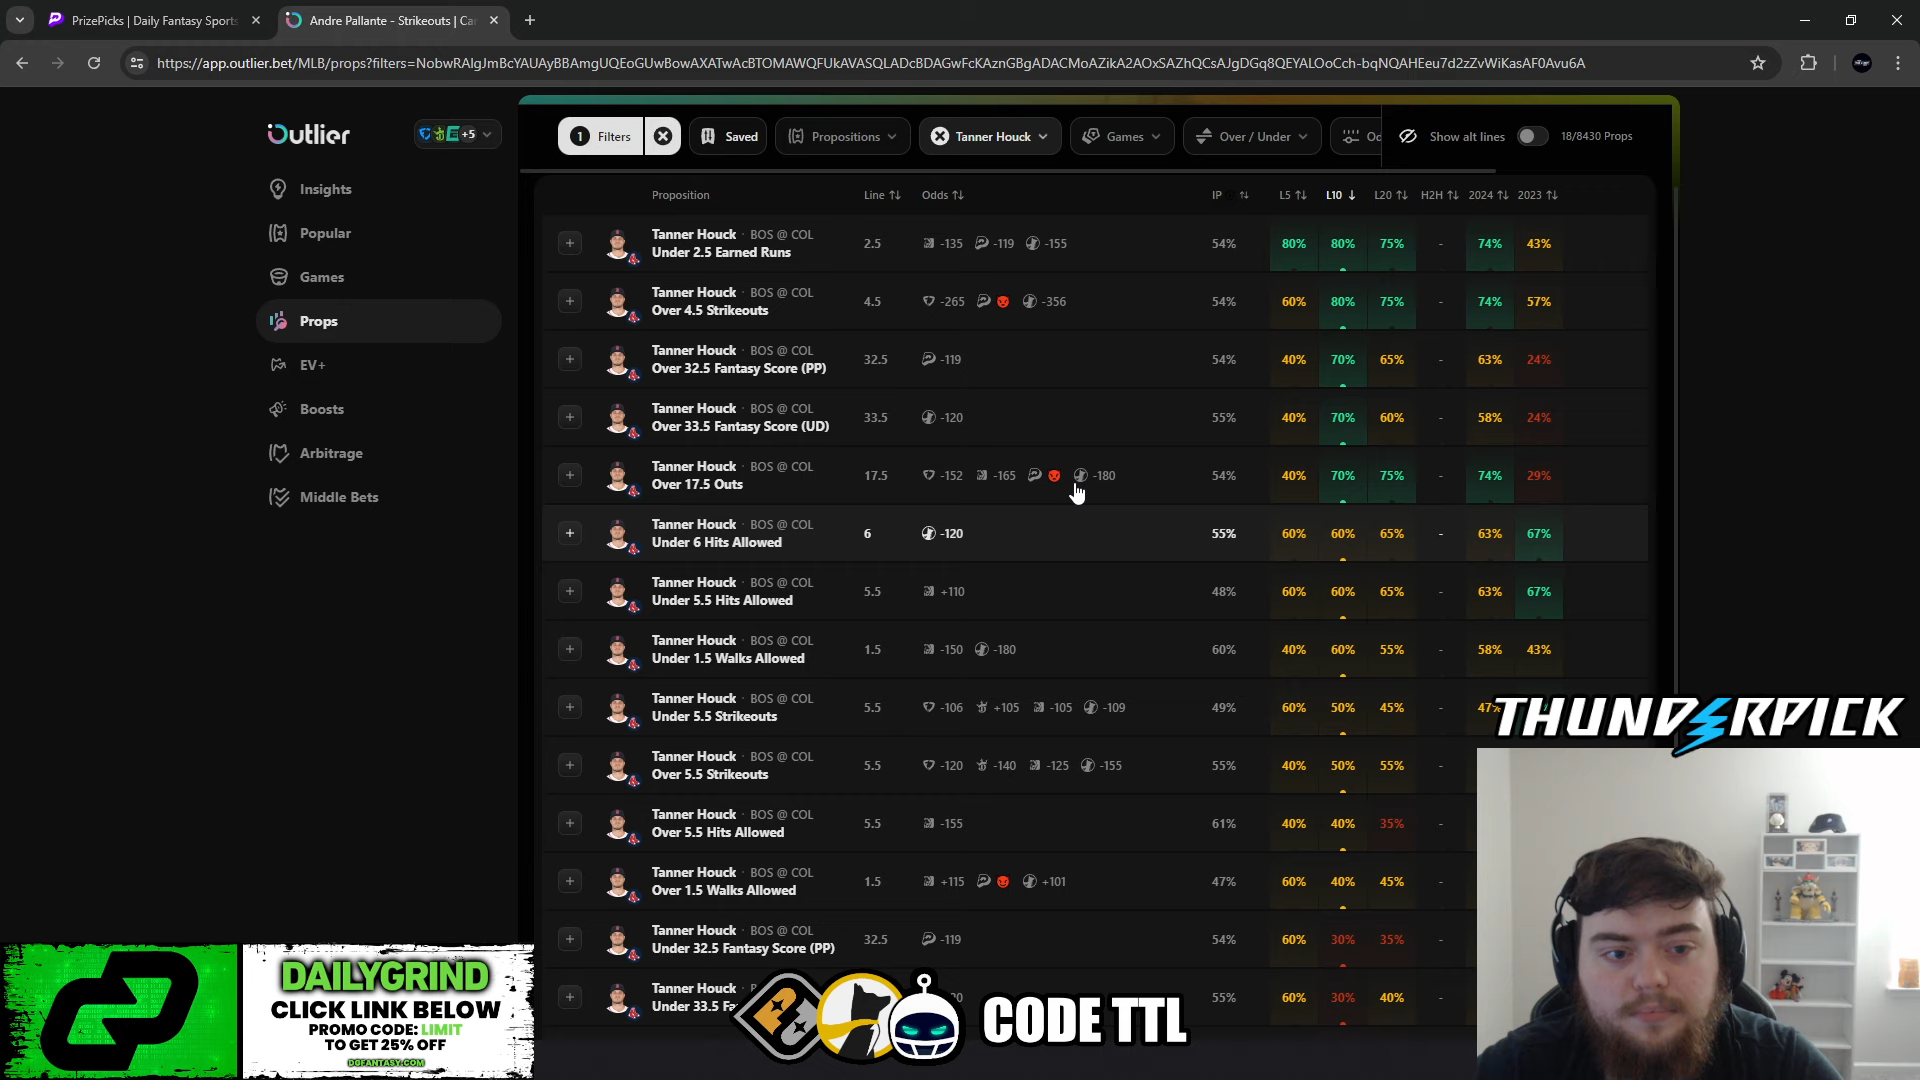 PrizePicks | Daily Fantasy Sports
Andre Pallante - Strikeouts | Ca
https://app.outlier.bet/MLB/props?filters=NobwRAlgJmBcYAUAyBBAmgUQEoGUwBowAXATwAcBTOMAWQFUkAVASQLADcBDAGwFcKAznGBgADACMoAZikA2AOxSAZhQCsAJgDGq8QEYALOoCch-bqNQAHEeu7d2zZvWiKasAF0Avu6A
Outlier
+5
1 Filters
Saved
Propositions
Tanner Houck
Games
Over / Under
Od
Show alt lines
18/8430 Props
Insights
Popular
Games
Props
EV+
Boosts
Arbitrage
Middle Bets
Proposition Line Odds IP L5 L10 L20 H2H 2024 2023
Tanner Houck · BOS @ COL
Under 2.5 Earned Runs
2.5 -135 -119 -155 54% 80% 80% 75% - 74% 43%
Tanner Houck · BOS @ COL
Over 4.5 Strikeouts
4.5 -265 -356 54% 60% 80% 75% - 74% 57%
Tanner Houck · BOS @ COL
Over 32.5 Fantasy Score (PP)
32.5 -119 54% 40% 70% 65% - 63% 24%
Tanner Houck · BOS @ COL
Over 33.5 Fantasy Score (UD)
33.5 -120 55% 40% 70% 60% - 58% 24%
Tanner Houck · BOS @ COL
Over 17.5 Outs
17.5 -152 -165 -180 54% 40% 70% 75% - 74% 29%
Tanner Houck · BOS @ COL
Under 6 Hits Allowed
6 -120 55% 60% 60% 65% - 63% 67%
Tanner Houck · BOS @ COL
Under 5.5 Hits Allowed
5.5 +110 48% 60% 60% 65% - 63% 67%
Tanner Houck · BOS @ COL
Under 1.5 Walks Allowed
1.5 -150 -180 60% 40% 60% 55% - 58% 43%
Tanner Houck · BOS @ COL
Under 5.5 Strikeouts
5.5 -106 +105 -105 -109 49% 60% 50% 45% - 47%
Tanner Houck · BOS @ COL
Over 5.5 Strikeouts
5.5 -120 -140 -125 -155 55% 40% 50% 55% -
Tanner Houck · BOS @ COL
Over 5.5 Hits Allowed
5.5 -155 61% 40% 40% 35% -
Tanner Houck · BOS @ COL
Over 1.5 Walks Allowed
1.5 +115 +101 47% 60% 40% 45% -
Tanner Houck · BOS @ COL
Under 32.5 Fantasy Score (PP)
32.5 -119 54% 60% 30% 35% -
Tanner Houck
Under 33.5 Fa
55% 60% 30% 40% -
THUNDERPICK
DAILYGRIND
CLICK LINK BELOW
PROMO CODE: LIMIT
TO GET 25% OFF
DGFANTASY.COM
CODE TTL